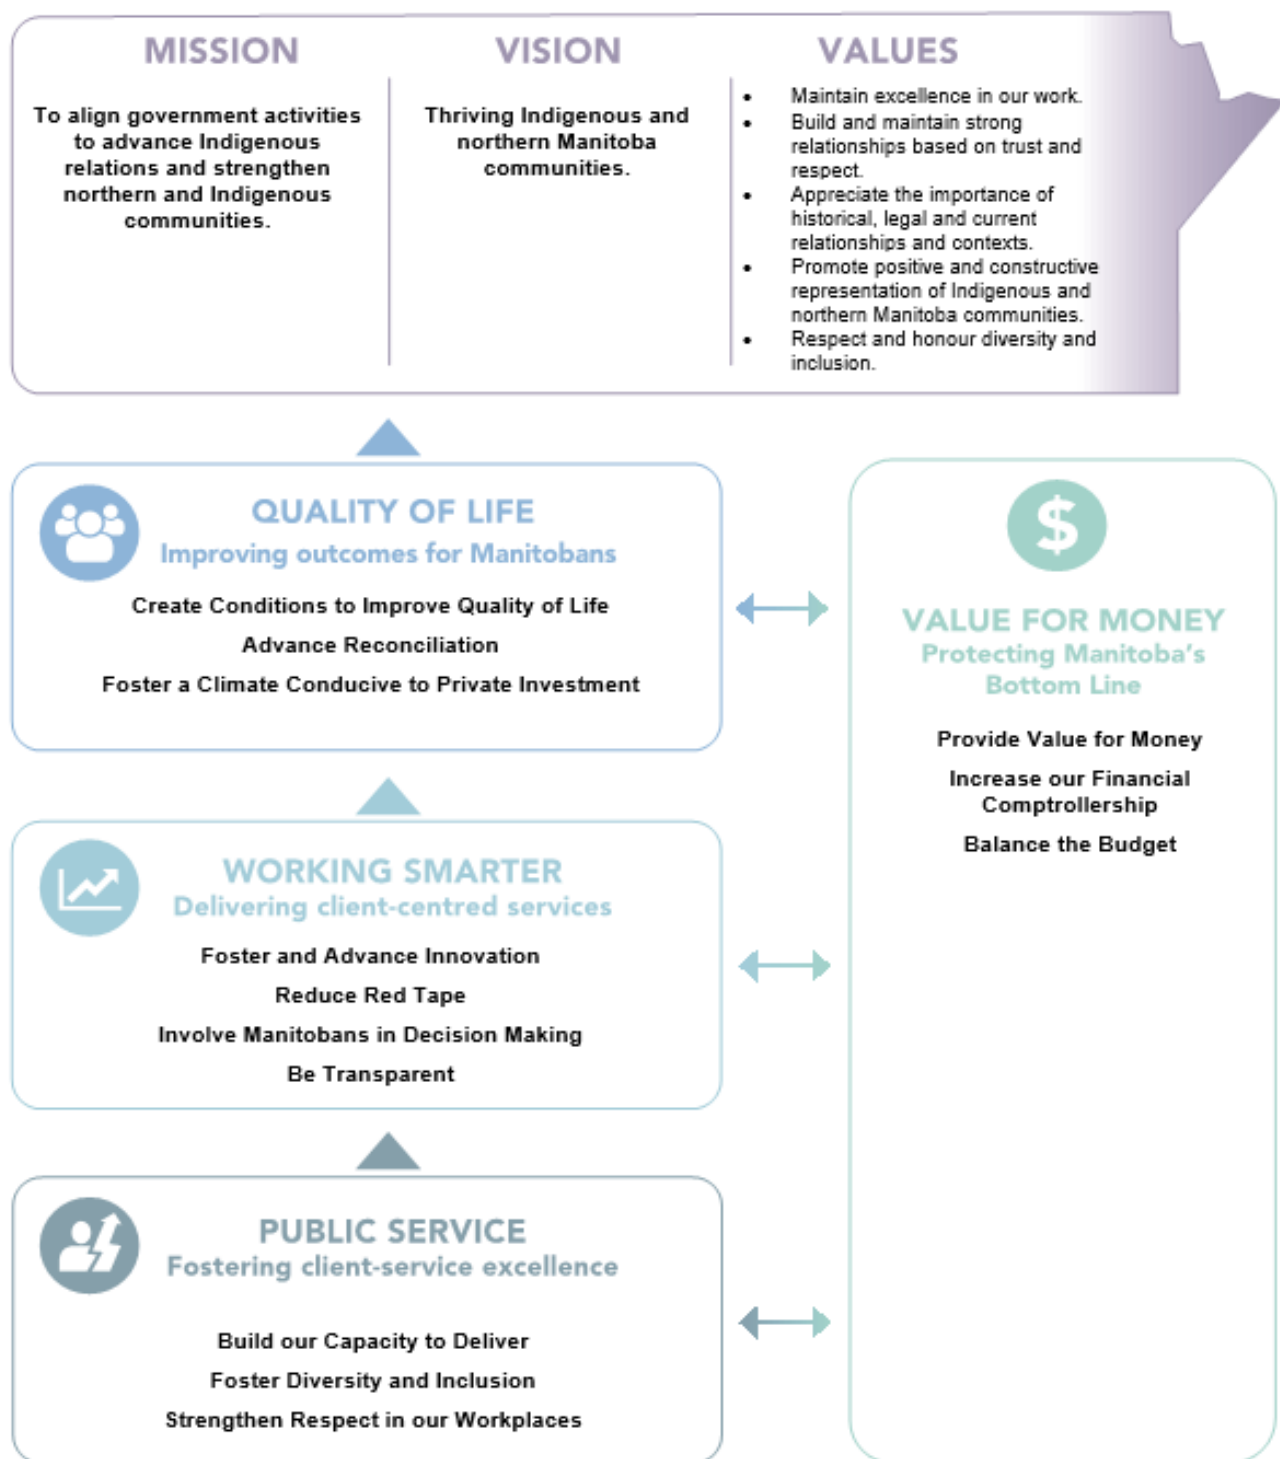 MISSION
To align government activities
to advance Indigenous
relations and strengthen
northern and Indigenous
communities.
VISION
Thriving Indigenous and
northern Manitoba
communities.
VALUES
• Maintain excellence in our work.
• Build and maintain strong
relationships based on trust and
respect.
• Appreciate the importance of
historical, legal and current
relationships and contexts.
• Promote positive and constructive
representation of Indigenous and
northern Manitoba communities.
• Respect and honour diversity and
inclusion.
QUALITY OF LIFE
Improving outcomes for Manitobans
Create Conditions to Improve Quality of Life
Advance Reconciliation
Foster a Climate Conducive to Private Investment
WORKING SMARTER
Delivering client-centred services
Foster and Advance Innovation
Reduce Red Tape
Involve Manitobans in Decision Making
Be Transparent
PUBLIC SERVICE
Fostering client-service excellence
Build our Capacity to Deliver
Foster Diversity and Inclusion
Strengthen Respect in our Workplaces
$
VALUE FOR MONEY
Protecting Manitoba's
Bottom Line
Provide Value for Money
Increase our Financial
Comptrollership
Balance the Budget